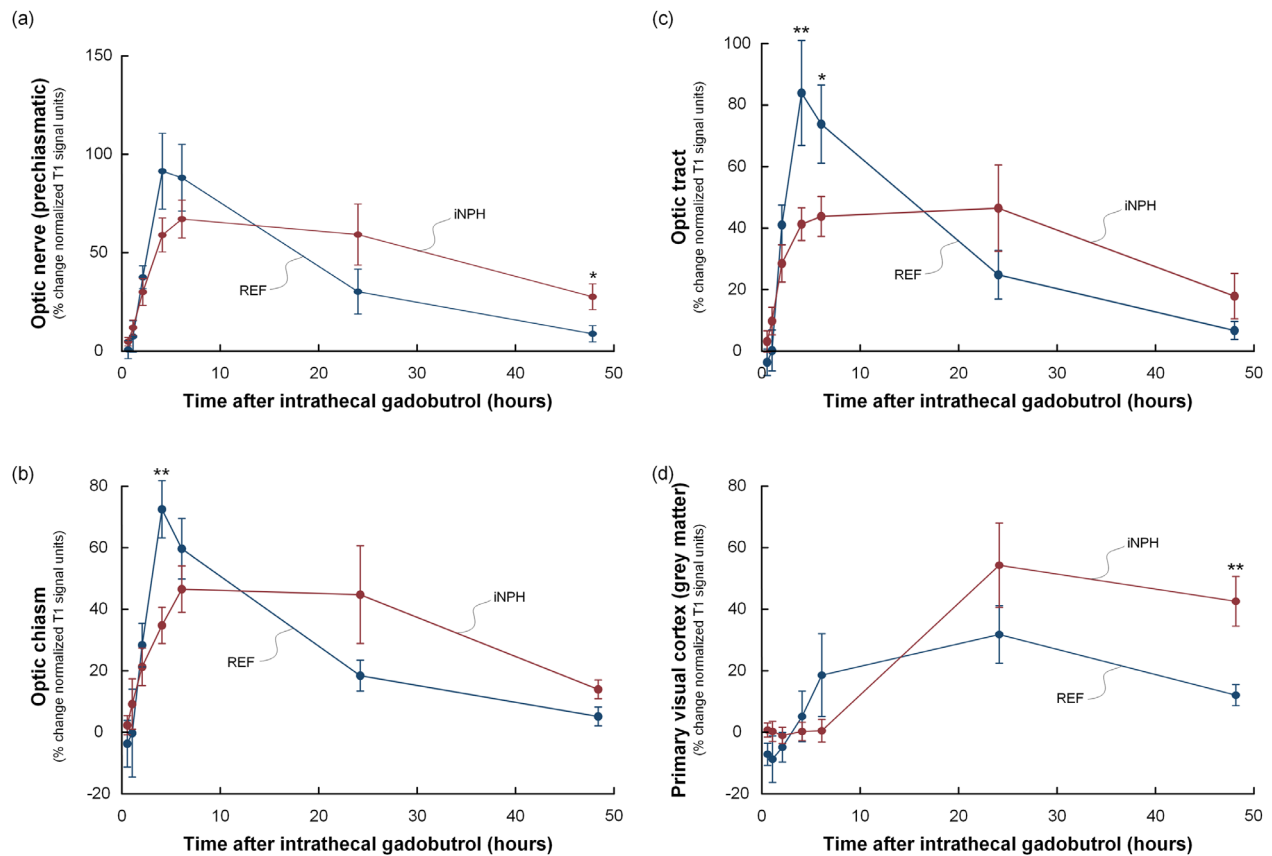 (a)
Optic nerve (prechiasmatic)
(% change normalized T1 signal units)
150
100
50
0
0
10
20
30
40
50
iNPH
REF
*
Time after intrathecal gadobutrol (hours)
(c)
Optic tract
(% change normalized T1 signal units)
100
80
60
40
20
0
0
10
20
30
40
50
**
*
iNPH
REF
Time after intrathecal gadobutrol (hours)
(b)
Optic chiasm
(% change normalized T1 signal units)
80
60
40
20
0
-20
0
10
20
30
40
50
**
iNPH
REF
Time after intrathecal gadobutrol (hours)
(d)
Primary visual cortex (grey matter)
(% change normalized T1 signal units)
80
60
40
20
0
-20
0
10
20
30
40
50
iNPH
**
REF
Time after intrathecal gadobutrol (hours)